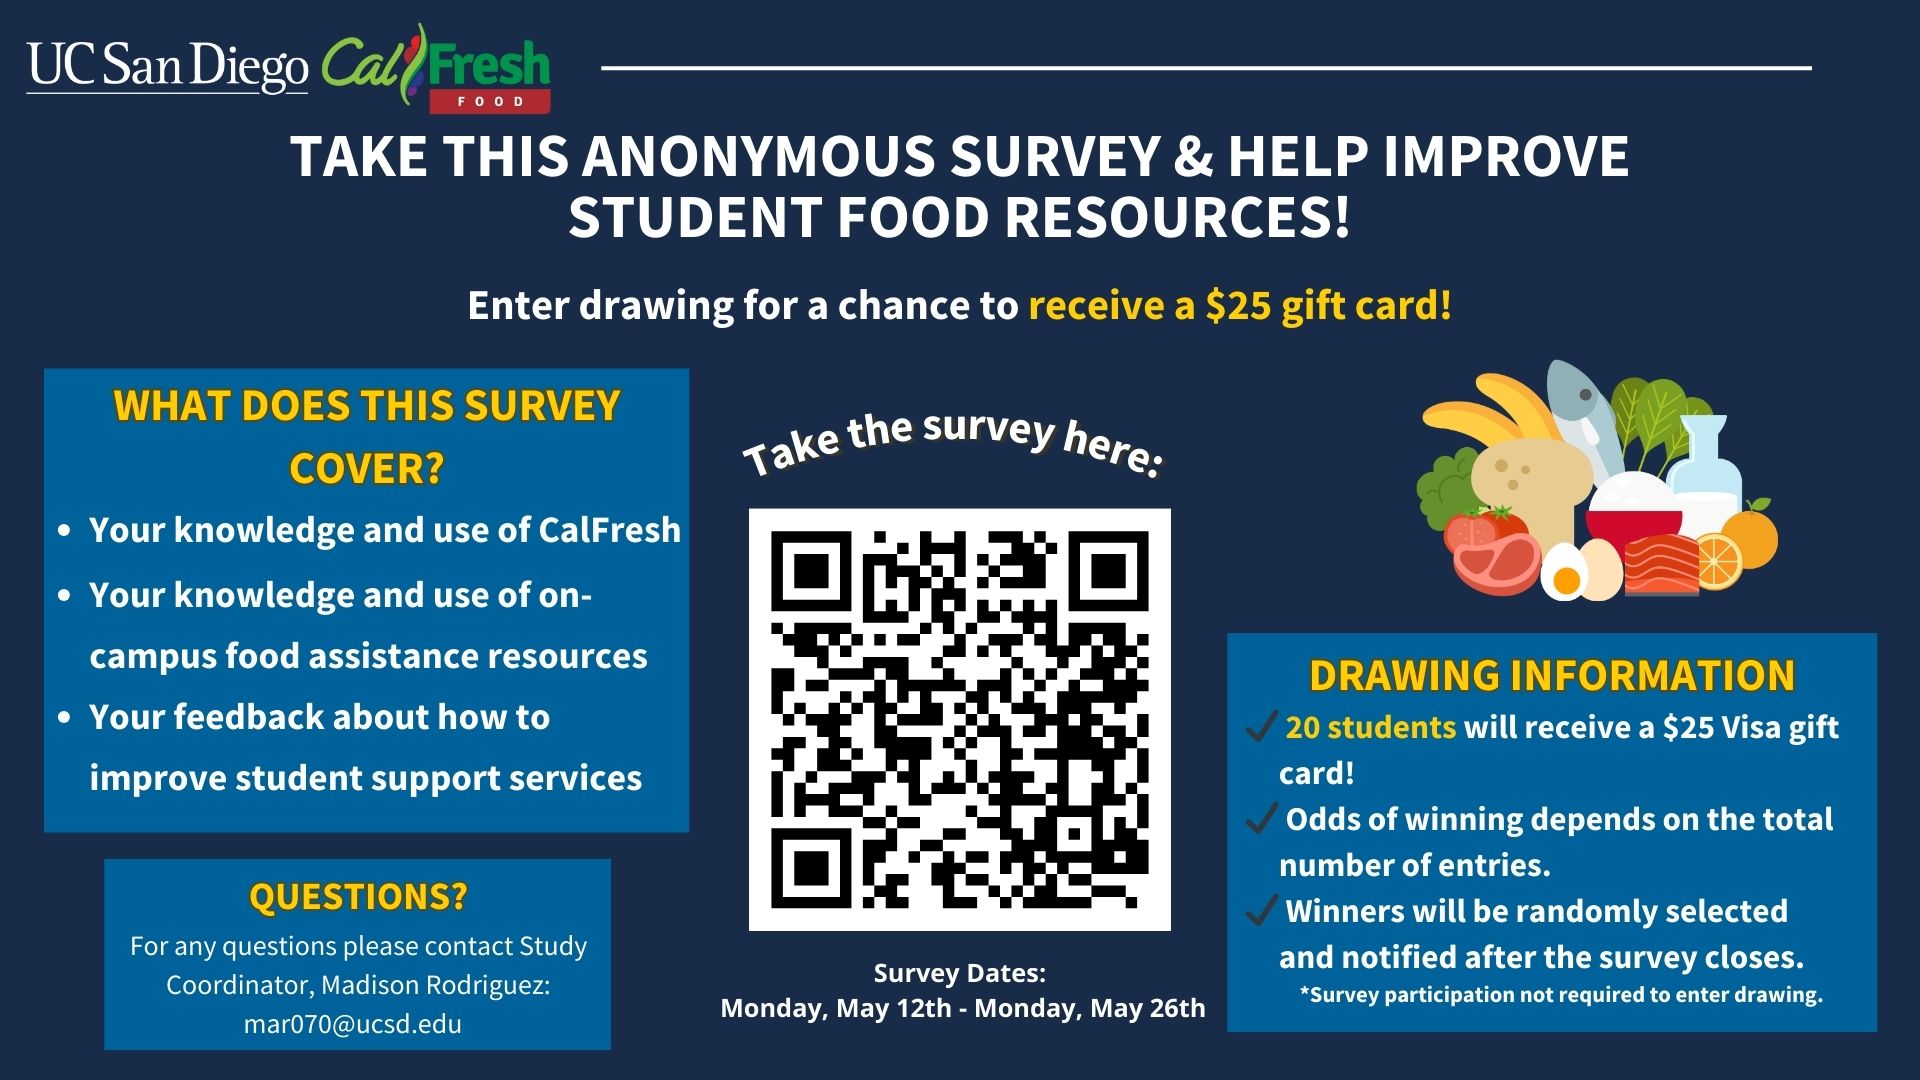 UC San Diego CalFresh
FOOD
TAKE THIS ANONYMOUS SURVEY & HELP IMPROVE
STUDENT FOOD RESOURCES!
Enter drawing for a chance to receive a $25 gift card!
WHAT DOES THIS SURVEY
COVER?
• Your knowledge and use of CalFresh
• Your knowledge and use of on-
campus food assistance resources
• Your feedback about how to
improve student support services
QUESTIONS?
For any questions please contact Study
Coordinator, Madison Rodriguez:
mar070@ucsd.edu
Take the survey here:
Survey Dates:
Monday, May 12th - Monday, May 26th
DRAWING INFORMATION
✓ 20 students will receive a $25 Visa gift
card!
✓ Odds of winning depends on the total
number of entries.
✓ Winners will be randomly selected
and notified after the survey closes.
*Survey participation not required to enter drawing.